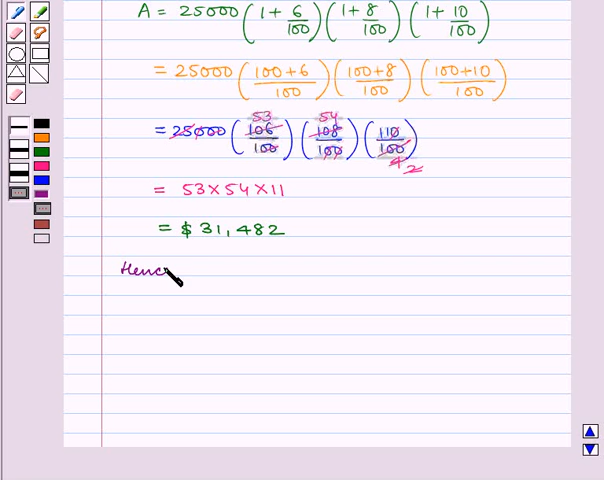 A = 25000 (1 + 6/100) (1 + 8/100) (1 + 10/100)
= 25000 (100+6/100) (100+8/100) (100+10/100)
53 54
= 25000 (106/100) (108/100) (110/100)
4 2
= 53 × 54 × 11
= $ 31,482
Henc